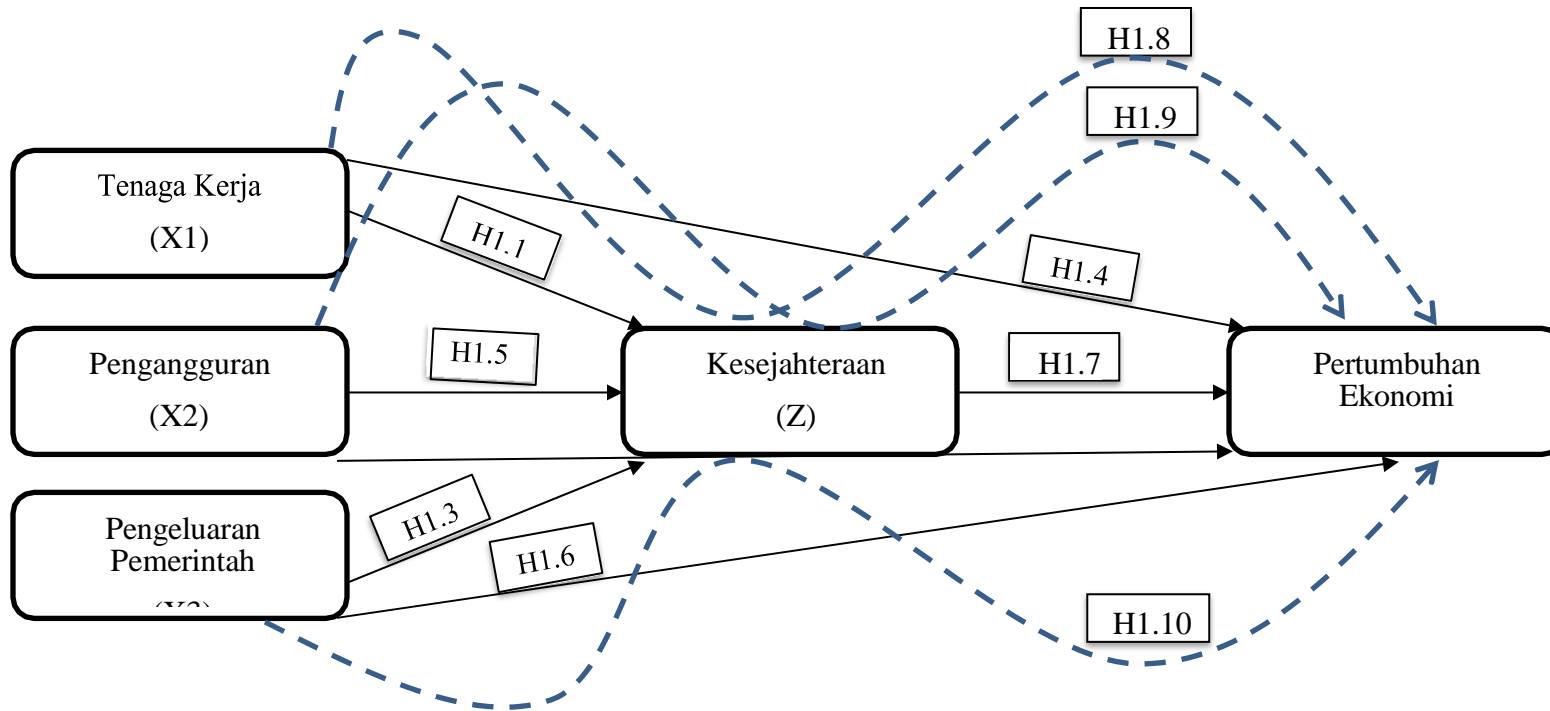 H1.8
H1.9
Tenaga Kerja
(X1)
H1.1
H1.4
Pengangguran
(X2)
H1.5
Kesejahteraan
(Z)
H1.7
Pertumbuhan
Ekonomi
Pengeluaran
Pemerintah
H1.3
H1.6
H1.10